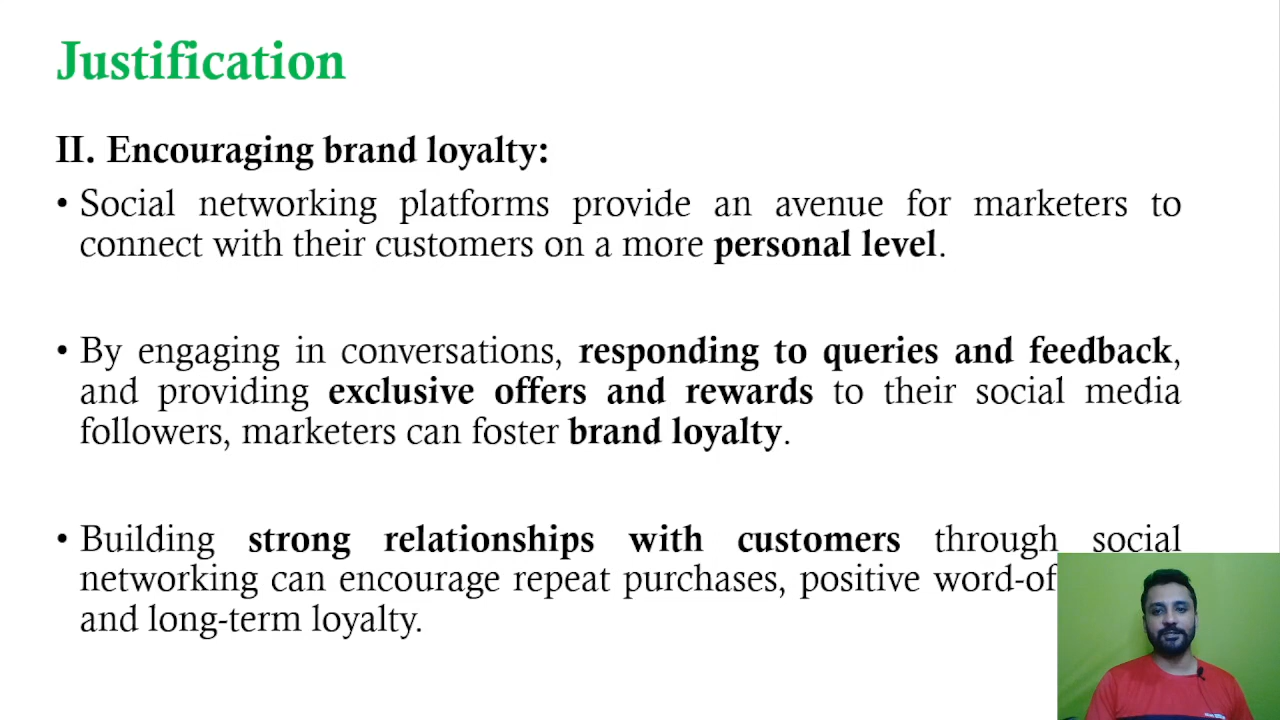 Justification
II. Encouraging brand loyalty:
• Social networking platforms provide an avenue for marketers to
connect with their customers on a more personal level.
• By engaging in conversations, responding to queries and feedback,
and providing exclusive offers and rewards to their social media
followers, marketers can foster brand loyalty.
• Building strong relationships with customers through social
networking can encourage repeat purchases, positive word-of
and long-term loyalty.